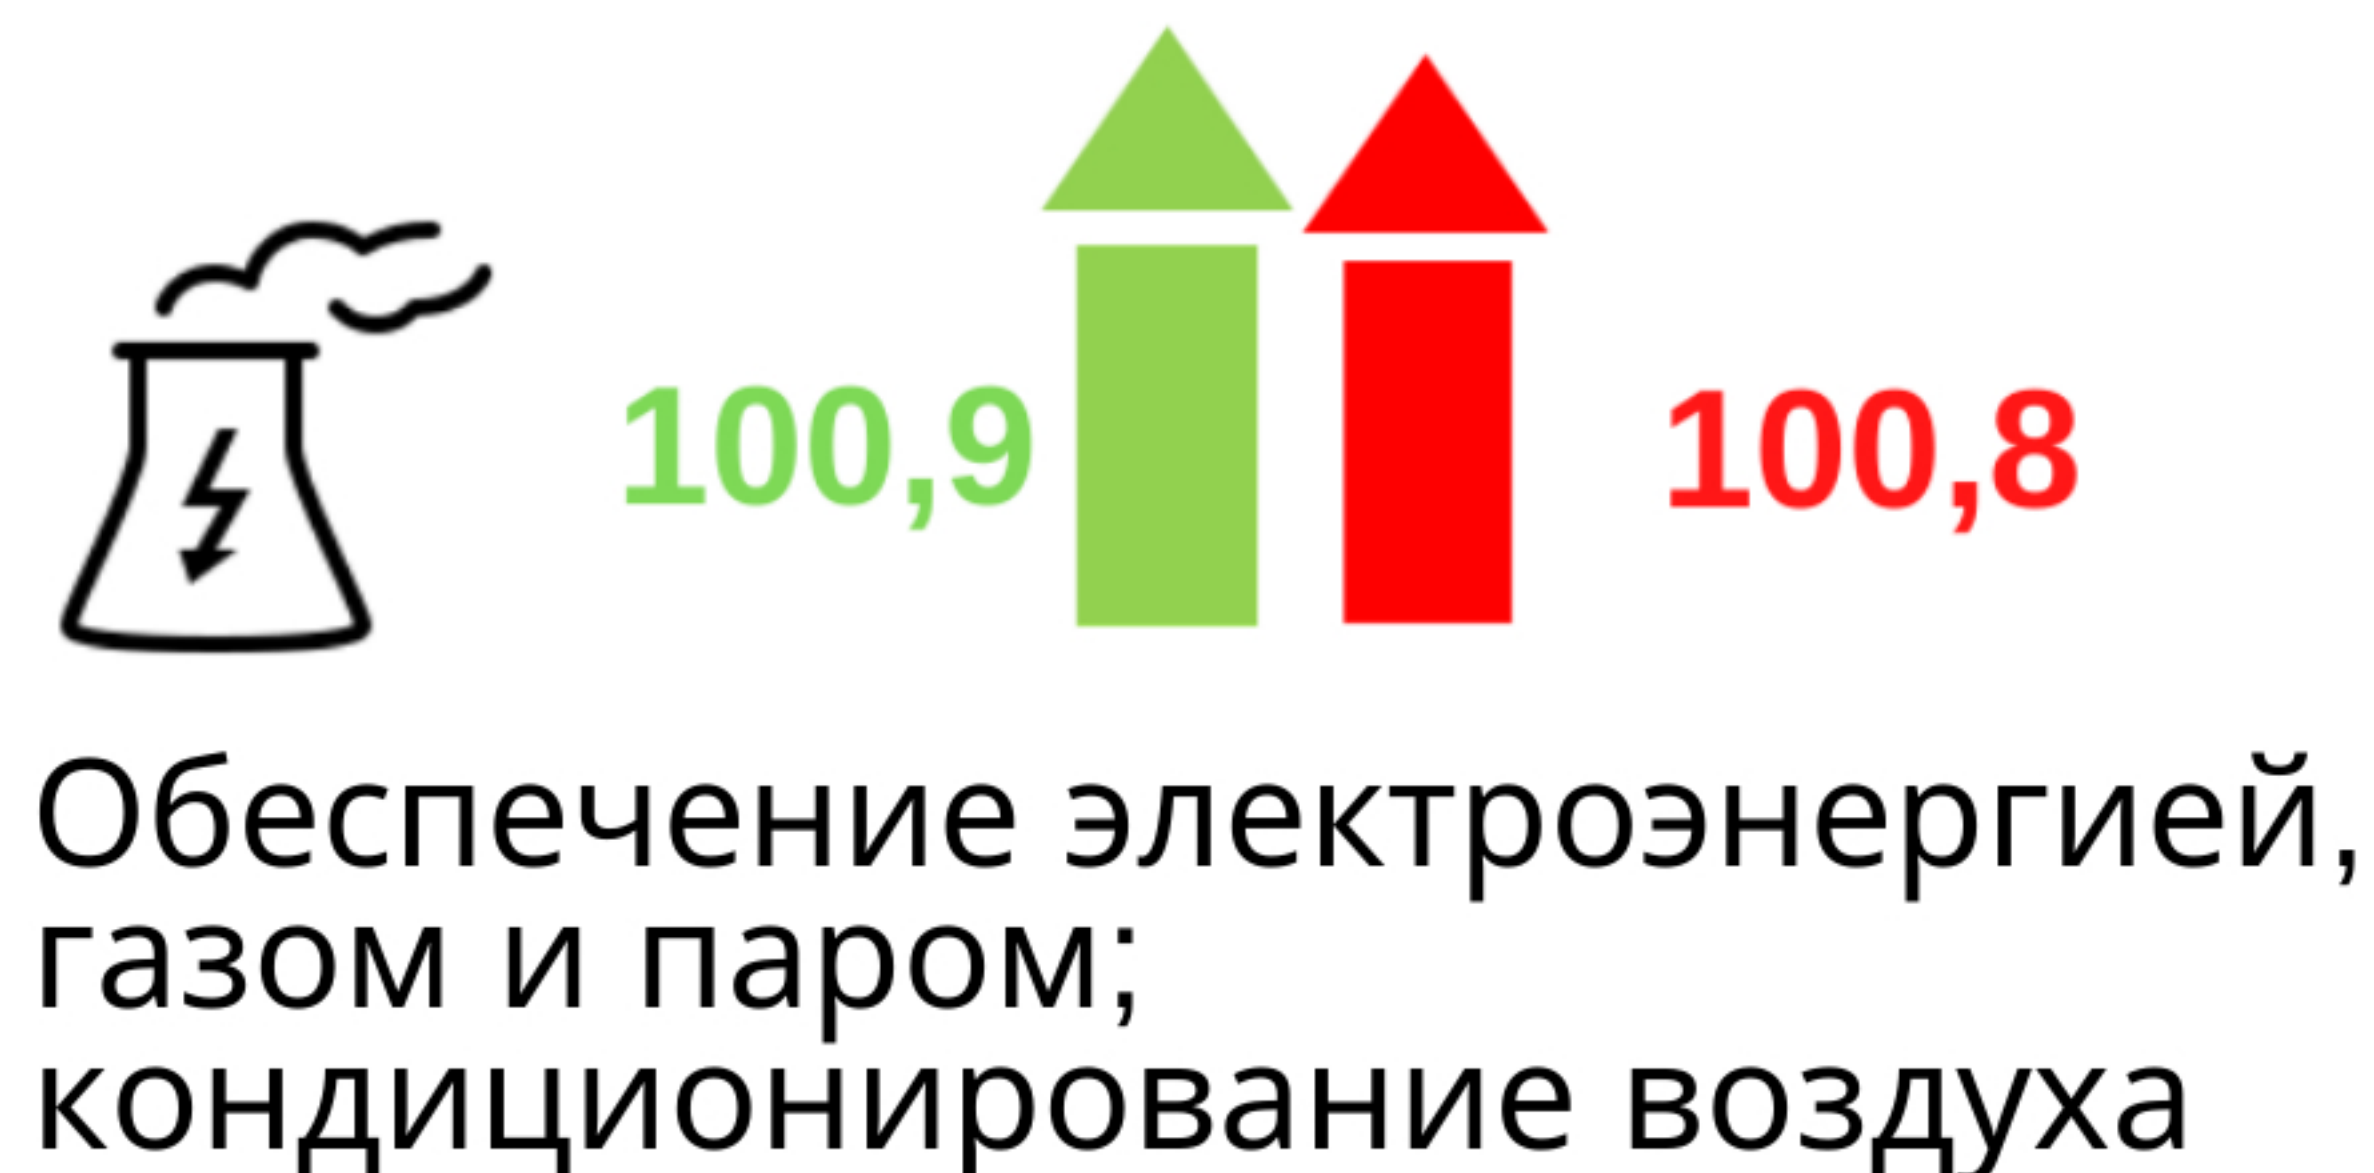 100,9 100,8
Обеспечение электроэнергией,
газом и паром;
кондиционирование воздуха